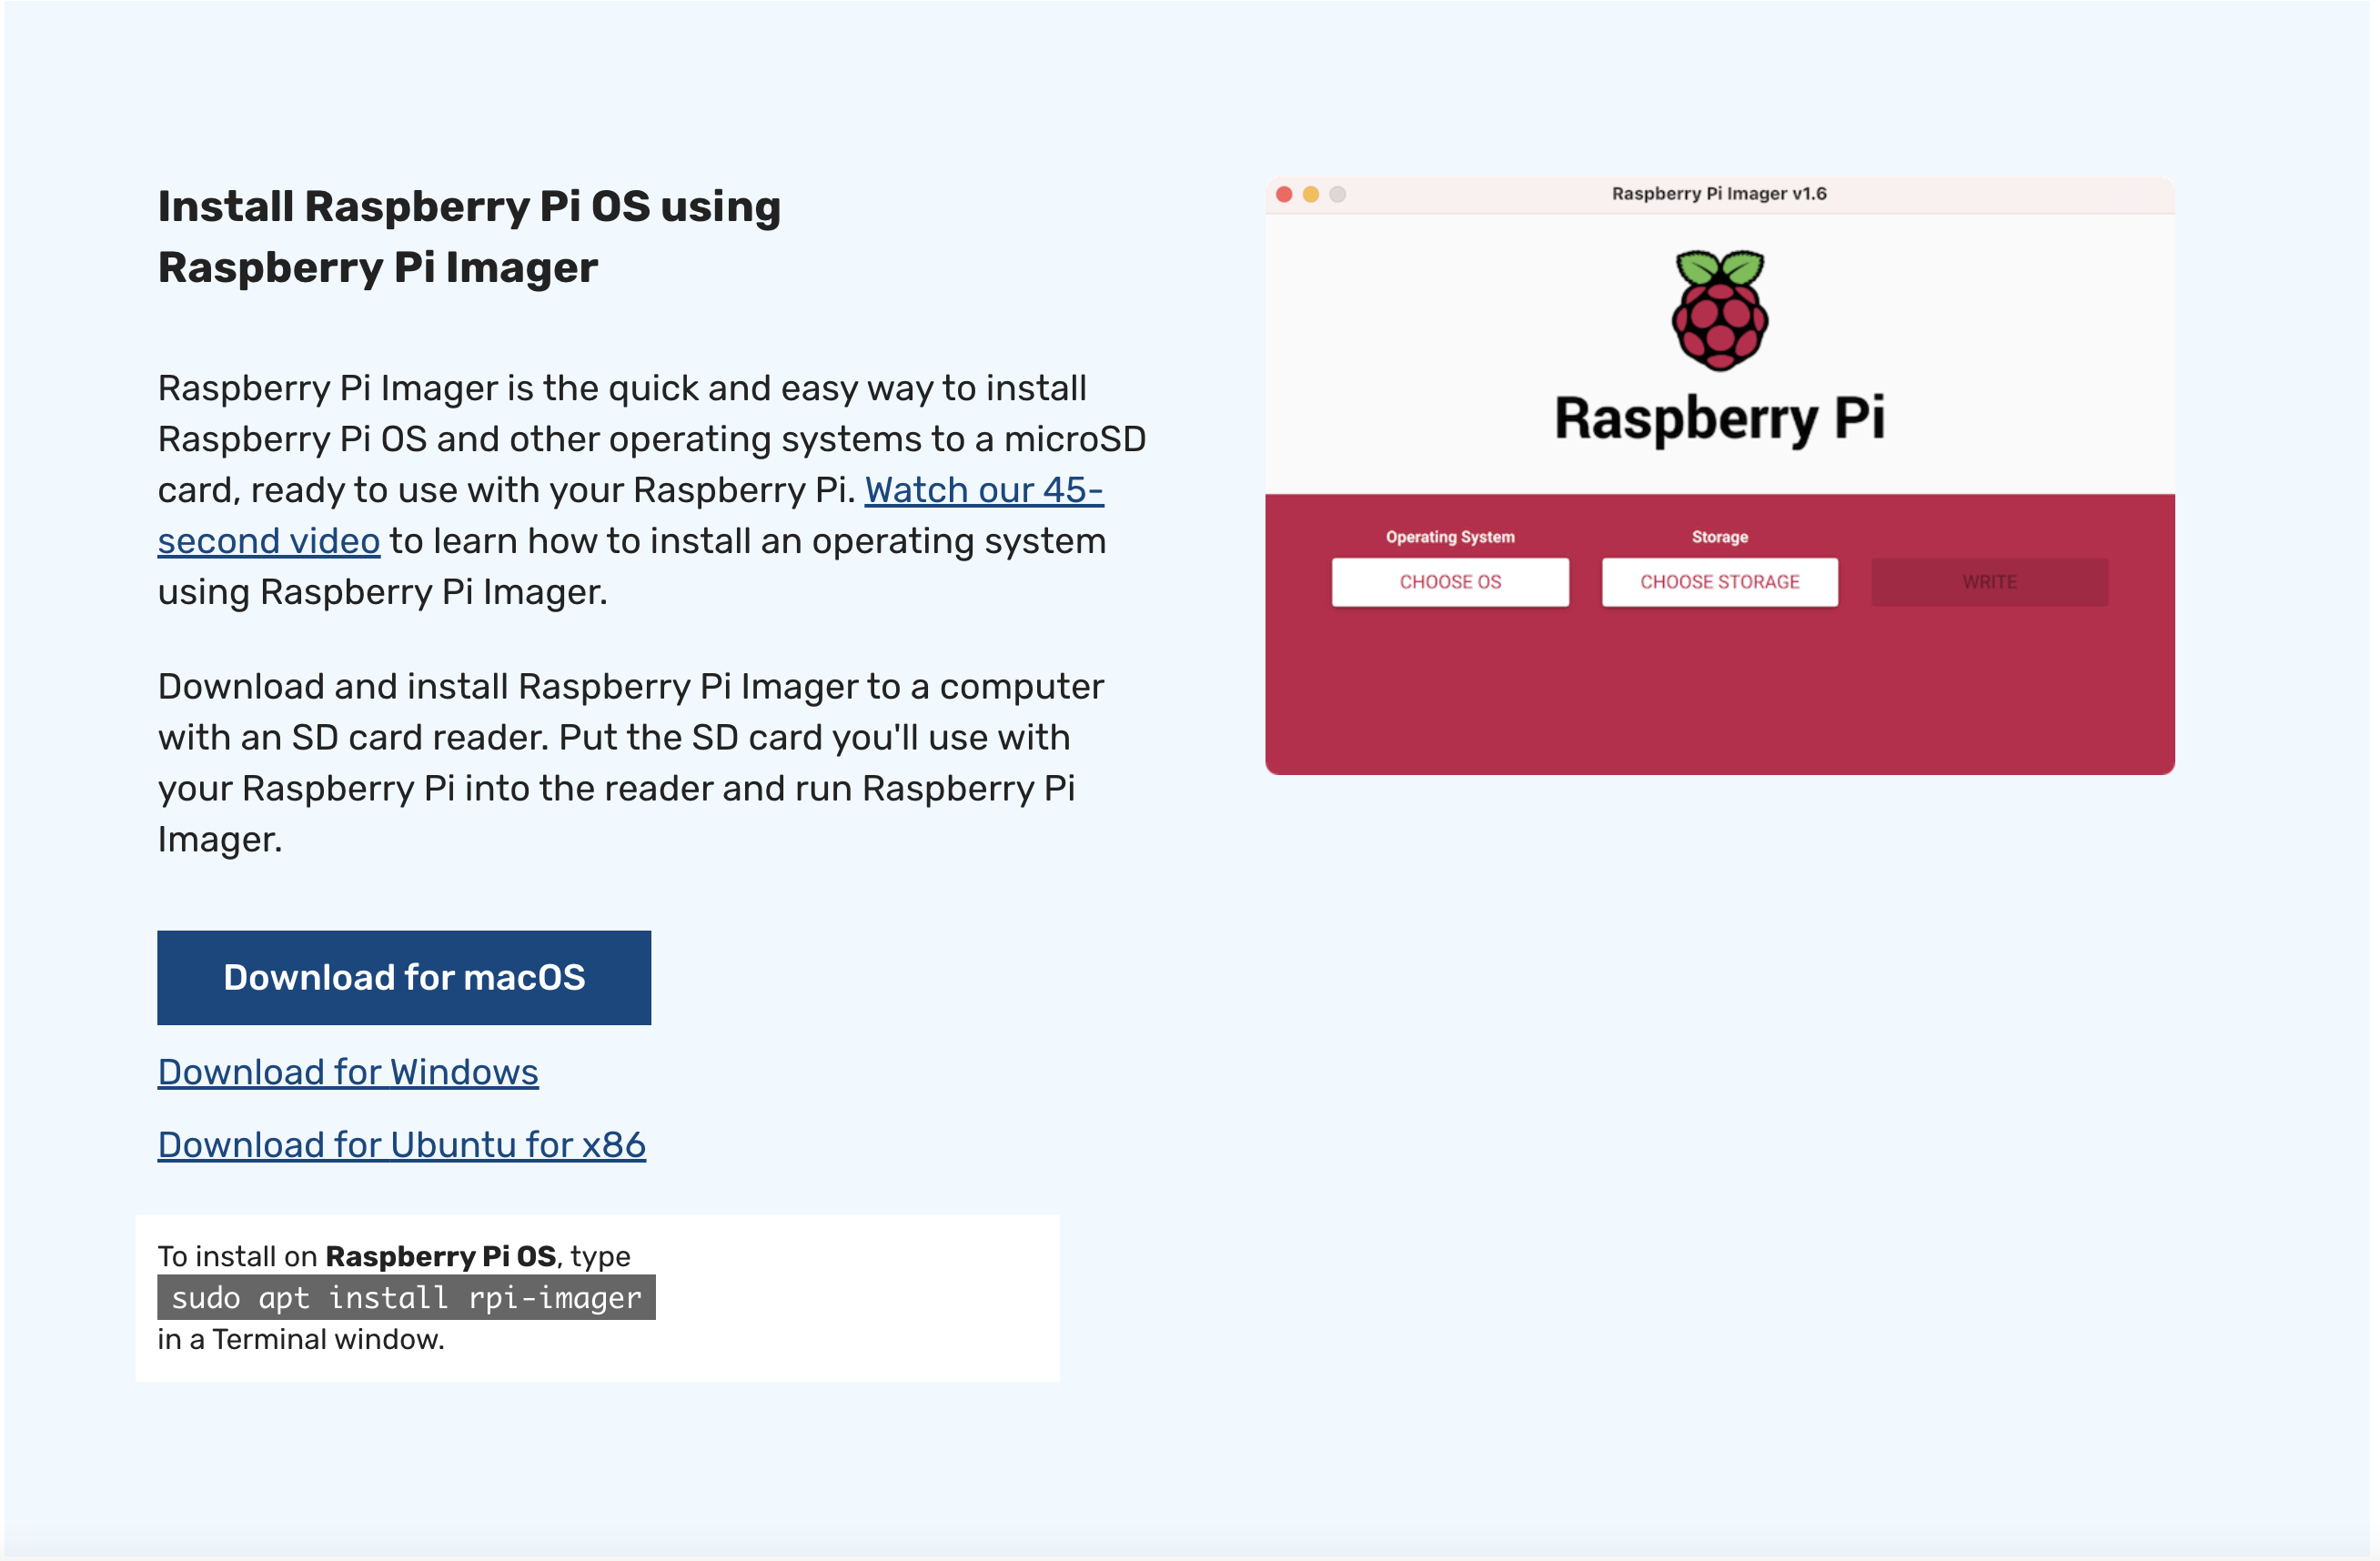 Install Raspberry Pi OS using
Raspberry Pi Imager
Raspberry Pi Imager is the quick and easy way to install
Raspberry Pi OS and other operating systems to a microSD
card, ready to use with your Raspberry Pi. Watch our 45-
second video to learn how to install an operating system
using Raspberry Pi Imager.
Download and install Raspberry Pi Imager to a computer
with an SD card reader. Put the SD card you'll use with
your Raspberry Pi into the reader and run Raspberry Pi
Imager.
Download for macOS
Download for Windows
Download for Ubuntu for x86
To install on Raspberry Pi OS, type
sudo apt install rpi-imager
in a Terminal window.
Raspberry Pi Imager v1.6
Raspberry Pi
Operating System
Storage
CHOOSE OS
CHOOSE STORAGE
WRITE